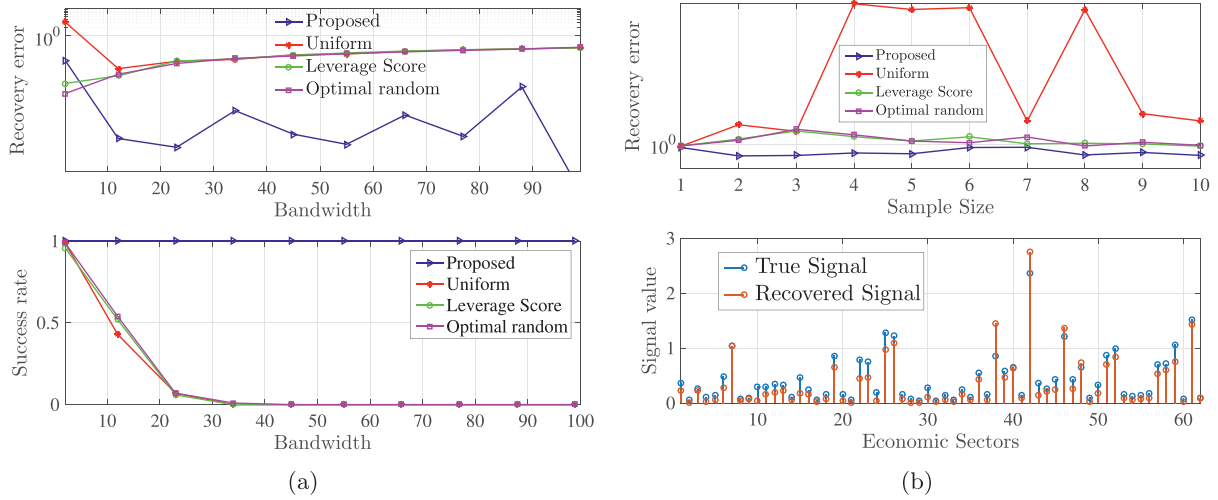 Recovery error
10⁰
Proposed
Uniform
Leverage Score
Optimal random
10 20 30 40 50 60 70 80 90
Bandwidth
Success rate
1
0.5
0
Proposed
Uniform
Leverage Score
Optimal random
10 20 30 40 50 60 70 80 90 100
Bandwidth
(a)
Recovery error
10⁰
Proposed
Uniform
Leverage Score
Optimal random
1 2 3 4 5 6 7 8 9 10
Sample Size
Signal value
3
2
1
0
True Signal
Recovered Signal
10 20 30 40 50 60
Economic Sectors
(b)